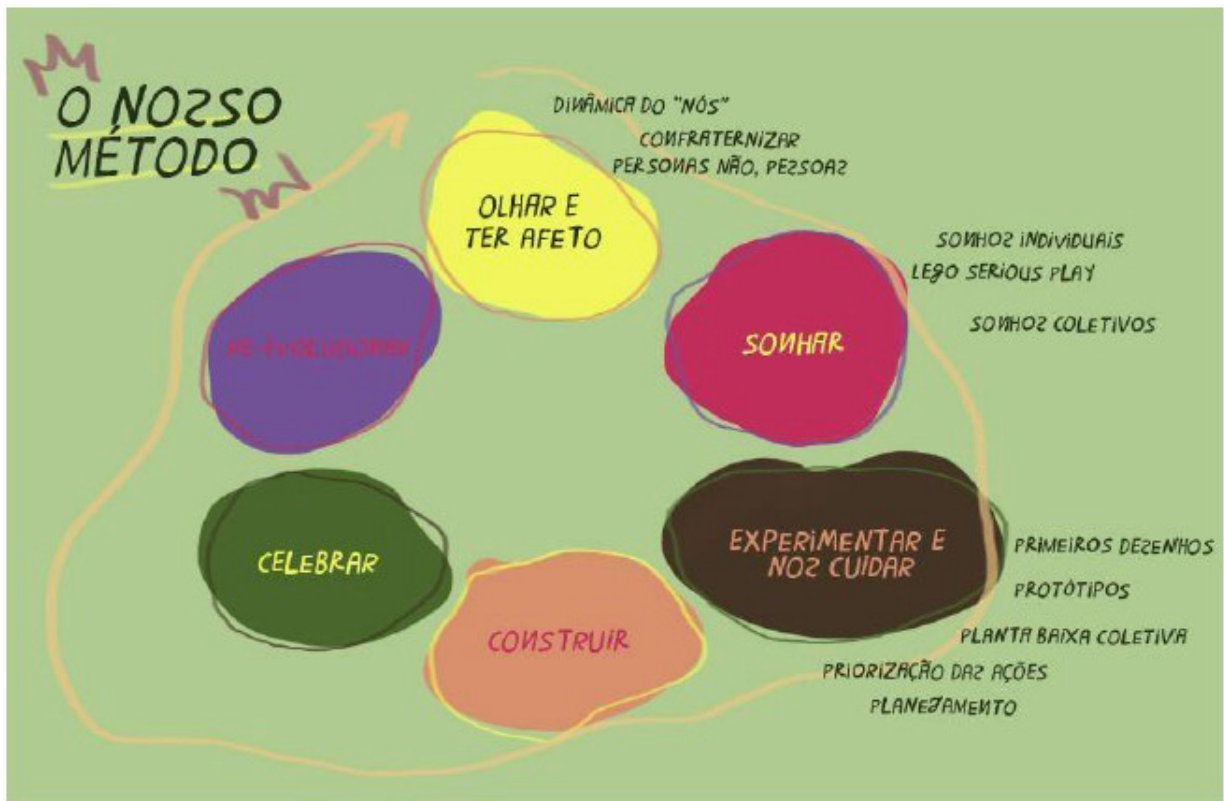 O NOSSO
MÉTODO
DINÂMICA DO "NÓS"
CONFRATERNIZAR
PERSONAS NÃO, PESSOAS
OLHAR E
TER AFETO
SONHOS INDIVIDUAIS
LEGO SERIOUS PLAY
SONHOS COLETIVOS
SONHAR
EXPERIMENTAR E
NOS CUIDAR
PRIMEIROS DESENHOS
PROTÓTIPOS
PLANTA BAIXA COLETIVA
PRIORIZAÇÃO DAS AÇÕES
PLANEJAMENTO
CONSTRUIR
CELEBRAR